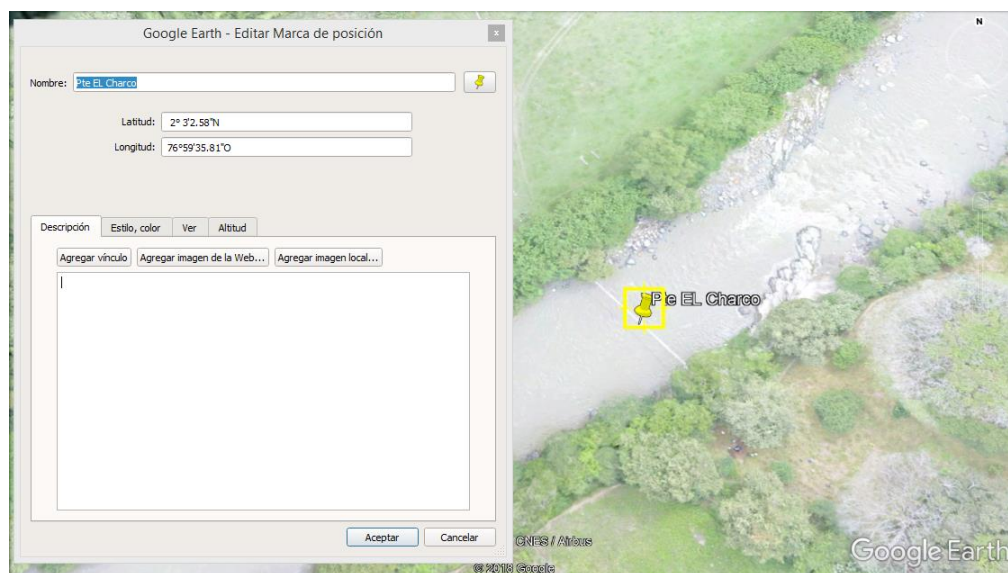 Google Earth - Editar Marca de posición
x
Nombre: Pte EL Charco
Latitud: 2° 3'2.58"N
Longitud: 76°59'35.81"O
Descripción Estilo, color Ver Altitud
Agregar vínculo Agregar imagen de la Web... Agregar imagen local...
Aceptar Cancelar
N
Pte EL Charco
CNES / Airbus
© 2018 Google
Google Earth